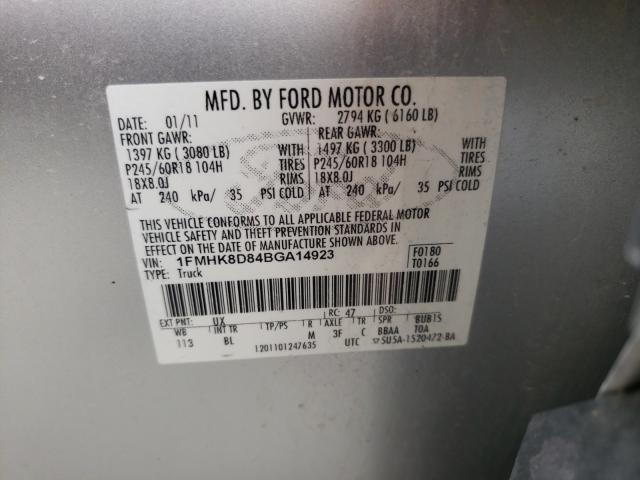 MFD. BY FORD MOTOR CO.
DATE: 01/11 GVWR: 2794 KG ( 6160 LB)
FRONT GAWR: REAR GAWR:
1397 KG ( 3080 LB) WITH 1497 KG ( 3300 LB) WITH
P245/60R18 104H TIRES P245/60R18 104H TIRES
18X8.0J RIMS 18X8.0J RIMS
AT 240 kPa/ 35 PSI COLD AT 240 kPa/ 35 PSI COLD
THIS VEHICLE CONFORMS TO ALL APPLICABLE FEDERAL MOTOR
VEHICLE SAFETY AND THEFT PREVENTION STANDARDS IN
EFFECT ON THE DATE OF MANUFACTURE SHOWN ABOVE.
VIN: 1FMHK8D84BGA14923 F0180
TYPE: Truck T0166
EXT PNT: UX RC: 47 DSO:
WB INT TR TP/PS R AXLE TR SPR BUB15
113 BL M 3F C BBAA TOA
1201101247635 UTC 5U5A-1520472-BA